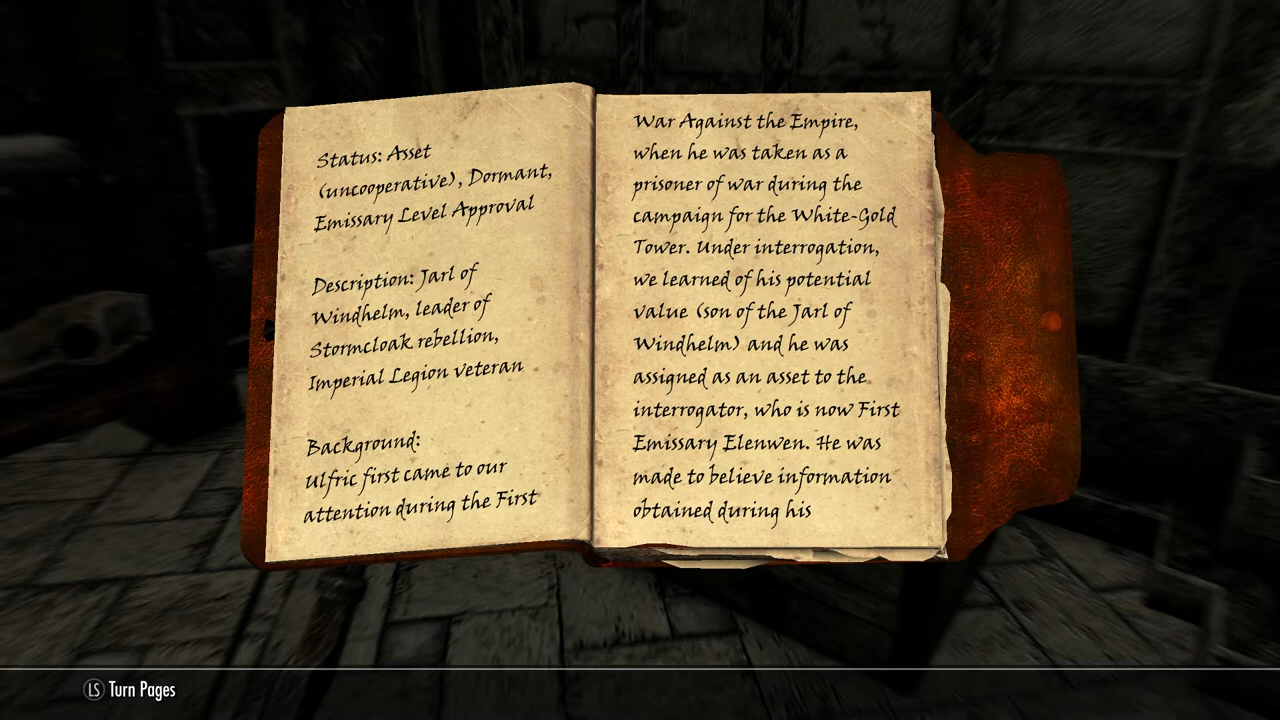 Status: Asset
(uncooperative), Dormant,
Emissary Level Approval
Description: Jarl of
Windhelm, leader of
Stormcloak rebellion,
Imperial Legion veteran
Background:
Ulfric first came to our
attention during the First
War Against the Empire,
when he was taken as a
prisoner of war during the
campaign for the White-Gold
Tower. Under interrogation,
we learned of his potential
value (son of the Jarl of
Windhelm) and he was
assigned as an asset to the
interrogator, who is now First
Emissary Elenwen. He was
made to believe information
obtained during his
LS Turn Pages